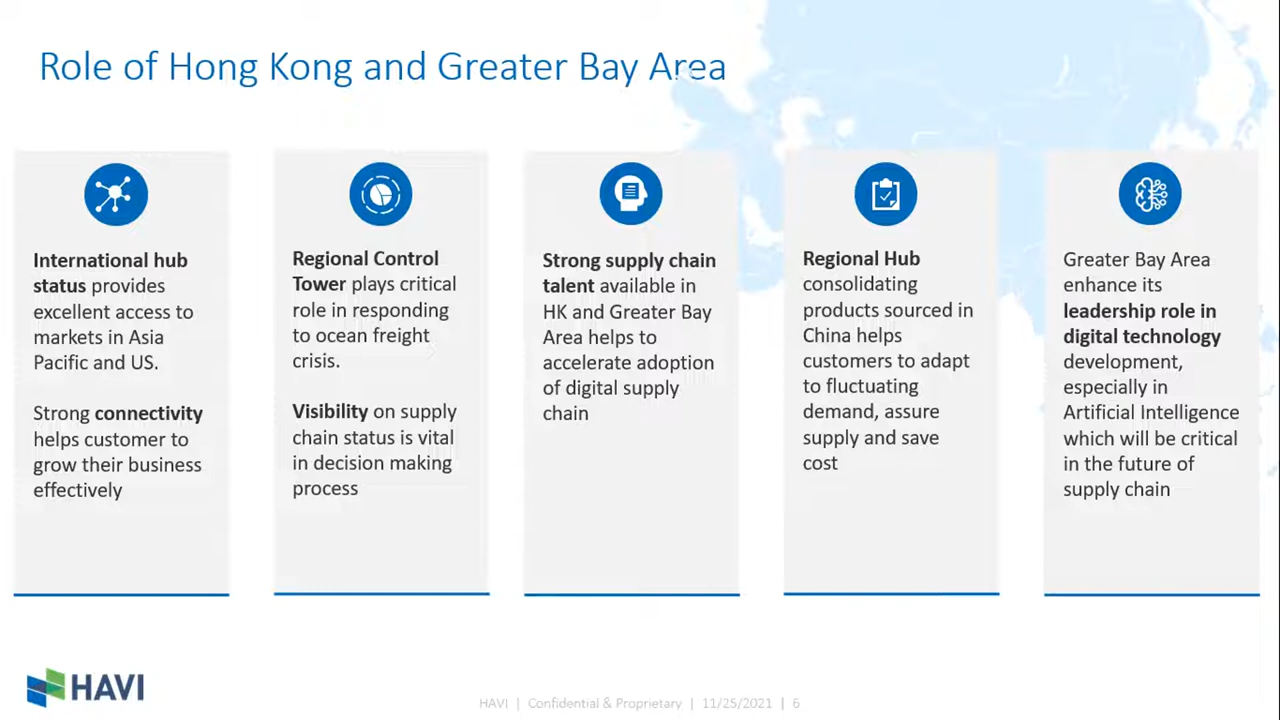 Role of Hong Kong and Greater Bay Area
International hub
status provides
excellent access to
markets in Asia
Pacific and US.
Strong connectivity
helps customer to
grow their business
effectively
Regional Control
Tower plays critical
role in responding
to ocean freight
crisis.
Visibility on supply
chain status is vital
in decision making
process
Strong supply chain
talent available in
HK and Greater Bay
Area helps to
accelerate adoption
of digital supply
chain
Regional Hub
consolidating
products sourced in
China helps
customers to adapt
to fluctuating
demand, assure
supply and save
cost
Greater Bay Area
enhance its
leadership role in
digital technology
development,
especially in
Artificial Intelligence
which will be critical
in the future of
supply chain
HAVI
HAVI | Confidential & Proprietary | 11/25/2021 | 6